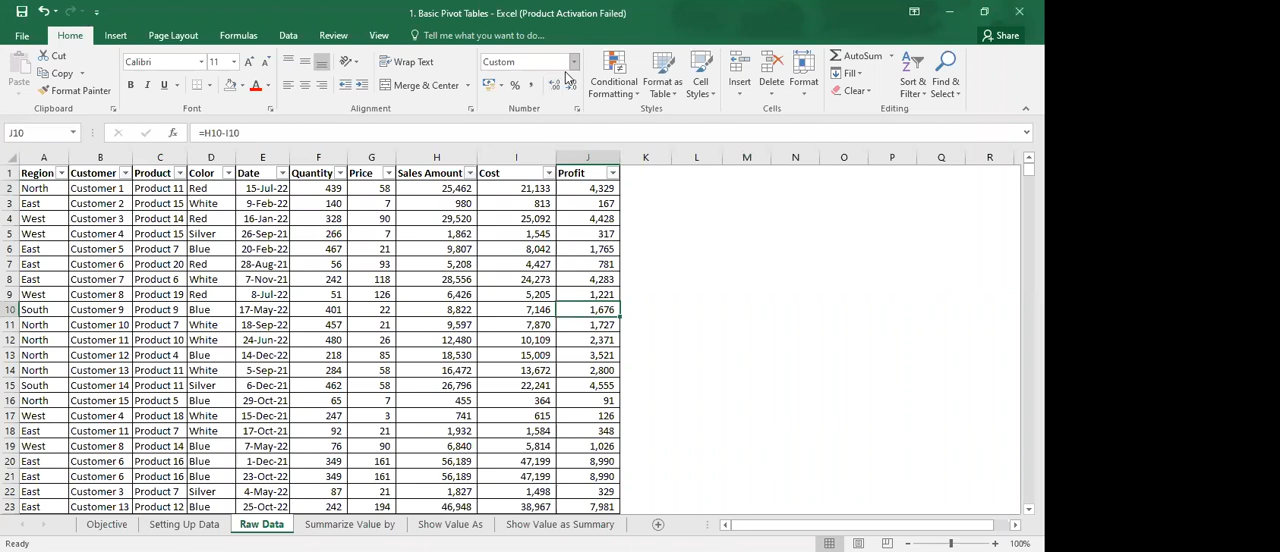 1. Basic Pivot Tables - Excel (Product Activation Failed)
File Home Insert Page Layout Formulas Data Review View Tell me what you want to do... Share
Cut
Copy
Format Painter
Paste
Clipboard
Calibri 11
B I U
Font
Wrap Text
Merge & Center
Alignment
Custom
%
Number
Conditional Formatting
Format as Table
Cell Styles
Styles
Insert Delete Format
Cells
AutoSum
Fill
Clear
Sort & Filter
Find & Select
Editing
J10 fx =H10-I10
A B C D E F G H I J K L M N O P Q R
1 Region Customer Product Color Date Quantity Price Sales Amount Cost Profit
2 North Customer 1 Product 11 Red 15-Jul-22 439 58 25,462 21,133 4,329
3 East Customer 2 Product 15 White 9-Feb-22 140 7 980 813 167
4 West Customer 3 Product 14 Red 16-Jan-22 328 90 29,520 25,092 4,428
5 West Customer 4 Product 15 Silver 26-Sep-21 266 7 1,862 1,545 317
6 East Customer 5 Product 7 Blue 20-Feb-22 467 21 9,807 8,042 1,765
7 East Customer 6 Product 20 Red 28-Aug-21 56 93 5,208 4,427 781
8 East Customer 7 Product 6 White 7-Nov-21 242 118 28,556 24,273 4,283
9 West Customer 8 Product 19 Red 8-Jul-22 51 126 6,426 5,205 1,221
10 South Customer 9 Product 9 Blue 17-May-22 401 22 8,822 7,146 1,676
11 North Customer 10 Product 7 White 18-Sep-22 457 21 9,597 7,870 1,727
12 North Customer 11 Product 10 White 24-Jun-22 480 26 12,480 10,109 2,371
13 North Customer 12 Product 4 Blue 14-Dec-22 218 85 18,530 15,009 3,521
14 North Customer 13 Product 11 Blue 5-Sep-21 284 58 16,472 13,672 2,800
15 South Customer 14 Product 11 Silver 6-Dec-21 462 58 26,796 22,241 4,555
16 North Customer 15 Product 5 Blue 29-Oct-21 65 7 455 364 91
17 West Customer 4 Product 18 White 15-Dec-21 247 3 741 615 126
18 East Customer 11 Product 7 White 17-Oct-21 92 21 1,932 1,584 348
19 West Customer 8 Product 14 Blue 7-May-22 76 90 6,840 5,814 1,026
20 East Customer 6 Product 16 Blue 1-Dec-21 349 161 56,189 47,199 8,990
21 East Customer 6 Product 16 Blue 23-Oct-22 349 161 56,189 47,199 8,990
22 East Customer 3 Product 7 Silver 4-May-22 87 21 1,827 1,498 329
23 East Customer 13 Product 12 Blue 25-Oct-22 242 194 46,948 38,967 7,981
Objective Setting Up Data Raw Data Summarize Value by Show Value As Show Value as Summary
Ready 100%